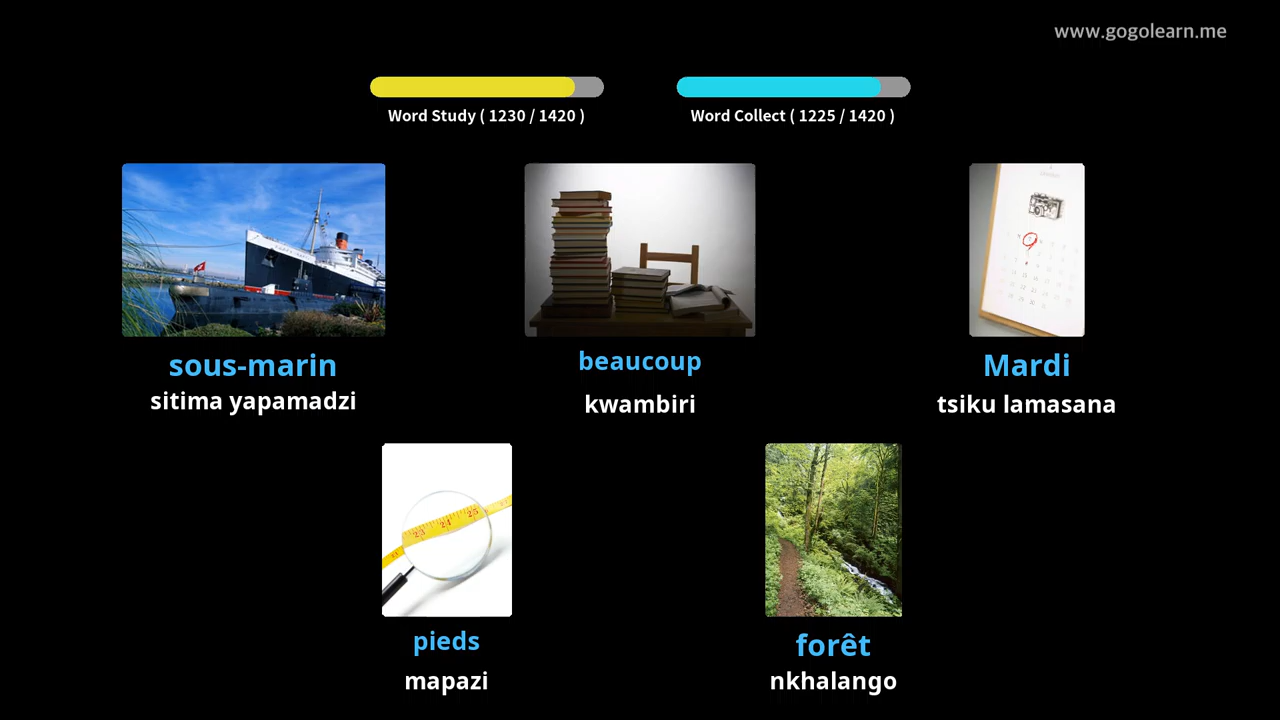 www.gogolearn.me
Word Study ( 1230 / 1420 )
Word Collect ( 1225 / 1420 )
sous-marin
sitima yapamadzi
beaucoup
kwambiri
Mardi
tsiku lamasana
pieds
mapazi
forêt
nkhalango